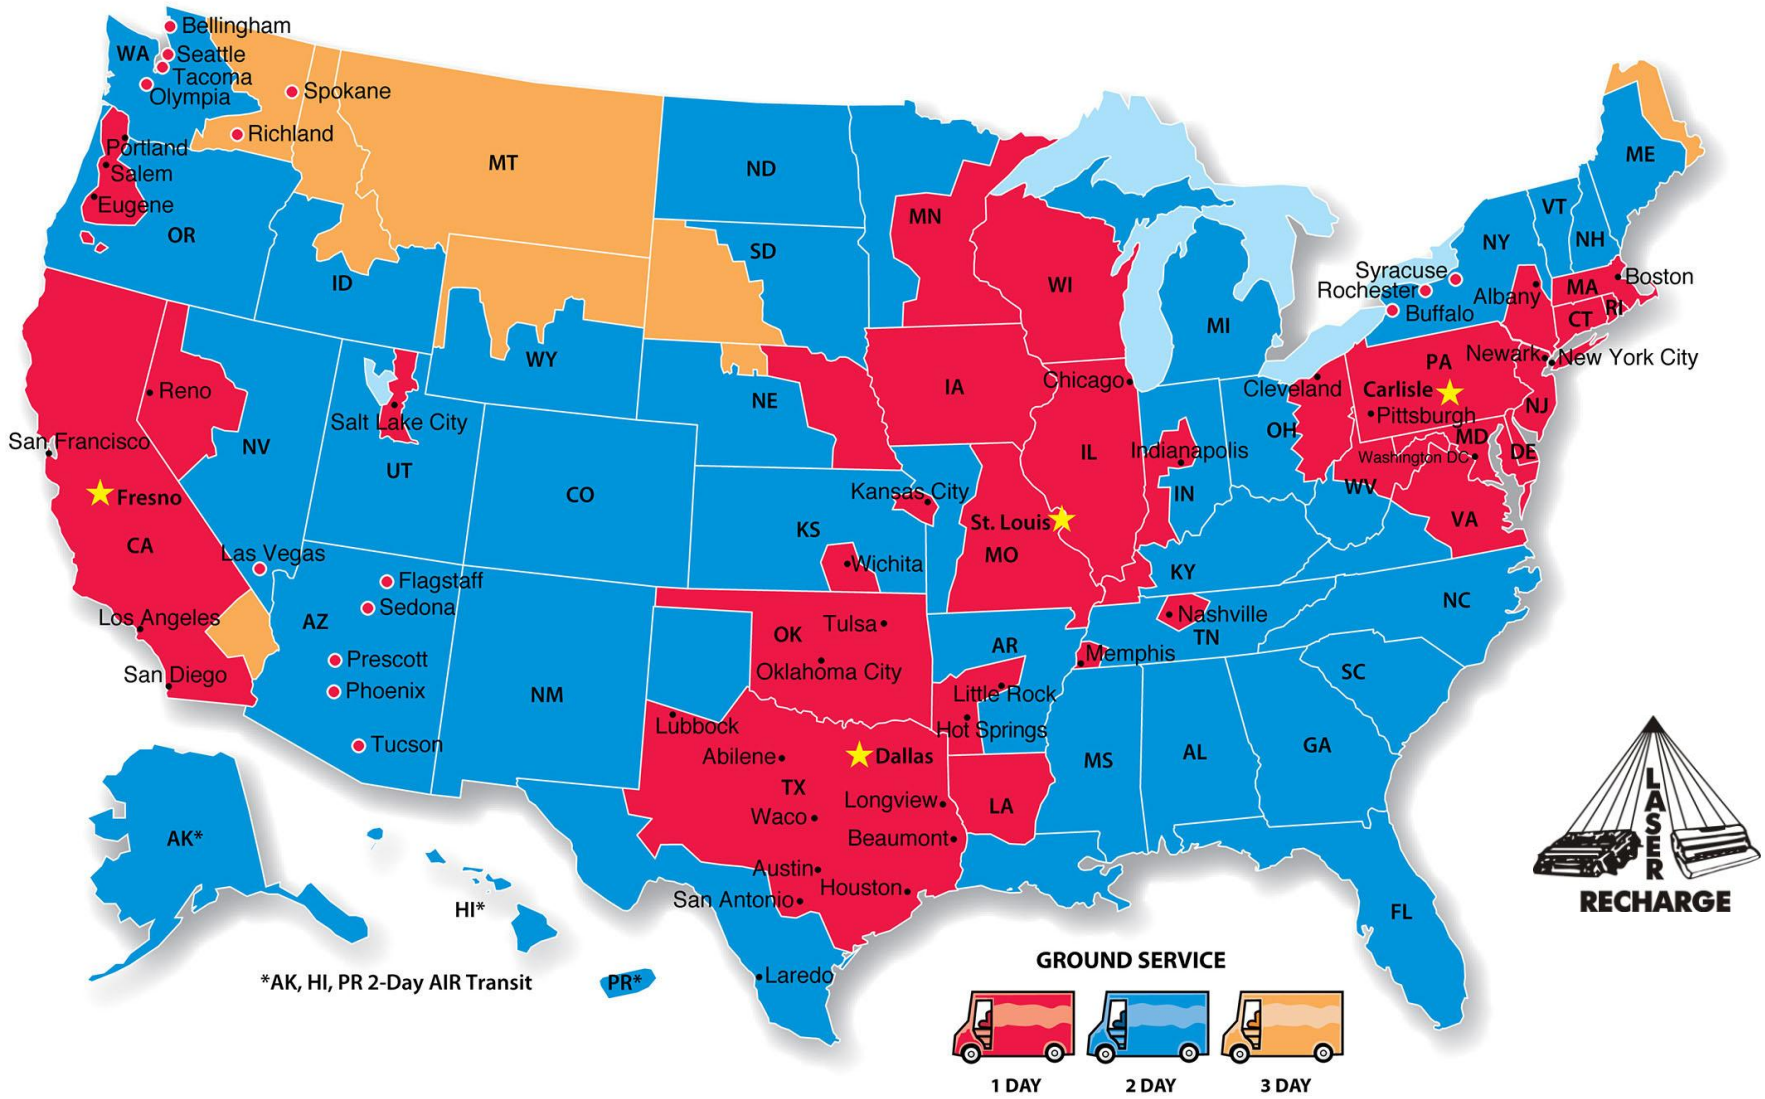 Bellingham
WA
Seattle
Tacoma
Olympia
Spokane
Richland
Portland
Salem
Eugene
OR
ID
MT
ND
MN
SD
WI
MI
WY
NE
IA
Chicago
ME
VT
NH
NY
Syracuse
Rochester
Buffalo
Albany
Boston
MA
RI
CT
Newark
New York City
PA
Carlisle
Pittsburgh
NJ
Cleveland
OH
MD
DE
Washington DC
WV
VA
Reno
San Francisco
NV
Salt Lake City
UT
CO
Fresno
CA
Las Vegas
Los Angeles
San Diego
Flagstaff
Sedona
AZ
Prescott
Phoenix
Tucson
NM
KS
Kansas City
Wichita
St. Louis
MO
IL
Indianapolis
IN
KY
Nashville
TN
Memphis
NC
SC
OK
Tulsa
Oklahoma City
AR
Little Rock
Hot Springs
Lubbock
Abilene
Dallas
TX
Longview
Waco
Beaumont
Austin
Houston
San Antonio
Laredo
LA
MS
AL
GA
FL
AK*
HI*
PR*
*AK, HI, PR 2-Day AIR Transit
GROUND SERVICE
1 DAY
2 DAY
3 DAY
LASER
RECHARGE